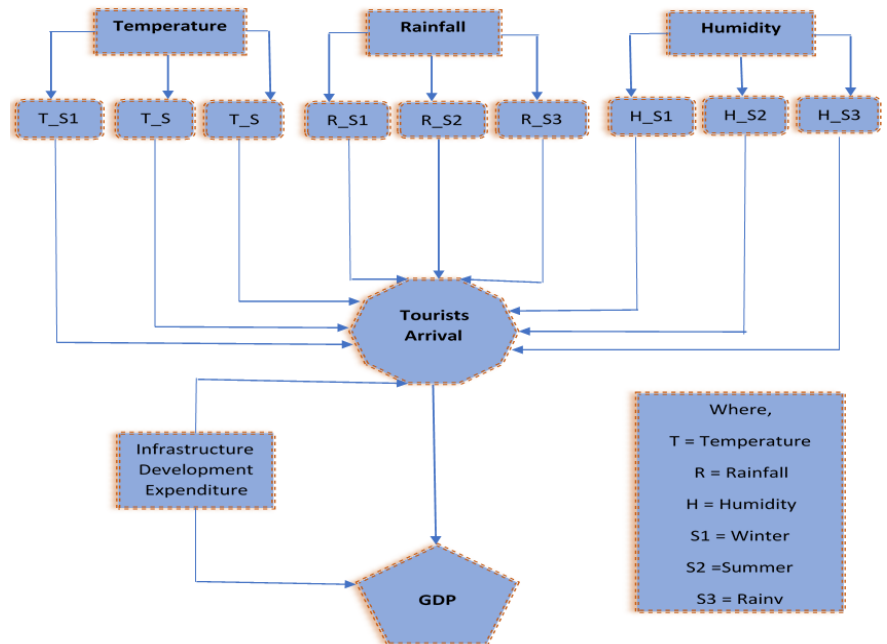 Temperature
Rainfall
Humidity
T_S1
T_S
T_S
R_S1
R_S2
R_S3
H_S1
H_S2
H_S3
Tourists
Arrival
Infrastructure
Development
Expenditure
GDP
Where,
T = Temperature
R = Rainfall
H = Humidity
S1 = Winter
S2 =Summer
S3 = Rainv